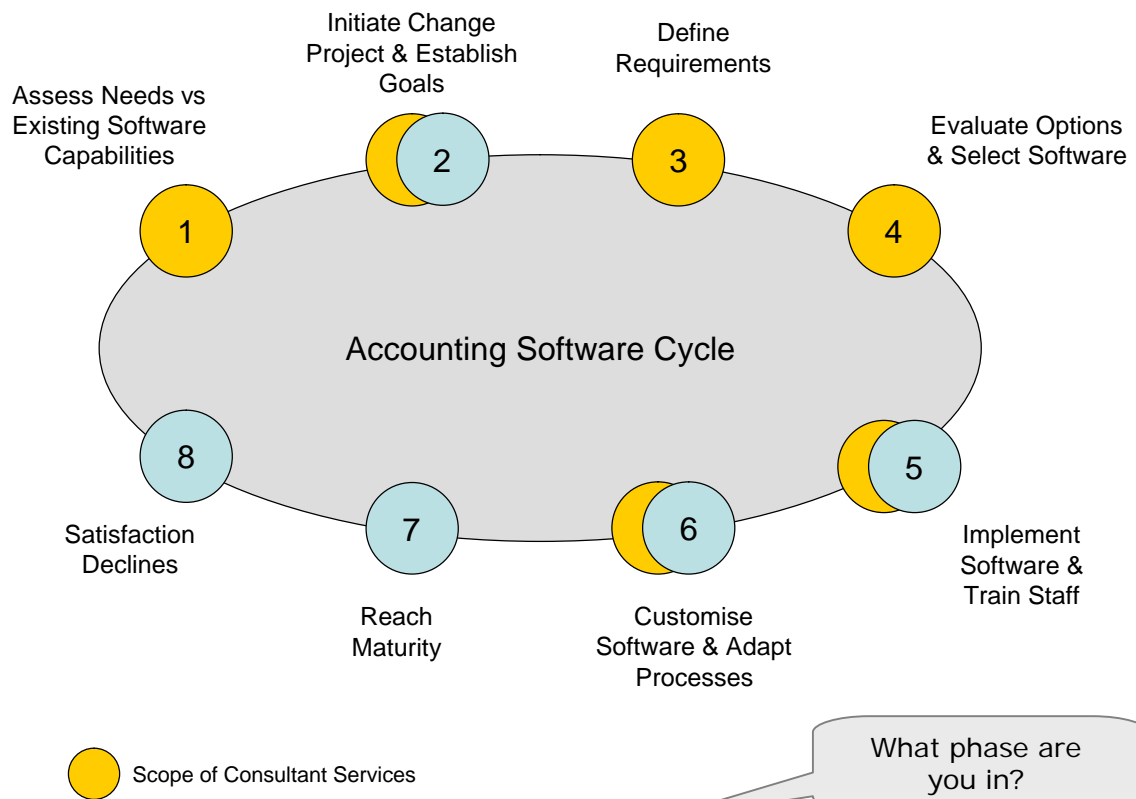 Initiate Change
Project & Establish
Goals
Define
Requirements
Assess Needs vs
Existing Software
Capabilities
Evaluate Options
& Select Software
2
3
1
4
Accounting Software Cycle
8
7
6
5
Satisfaction
Declines
Reach
Maturity
Customise
Software & Adapt
Processes
Implement
Software &
Train Staff
Scope of Consultant Services
What phase are
you in?